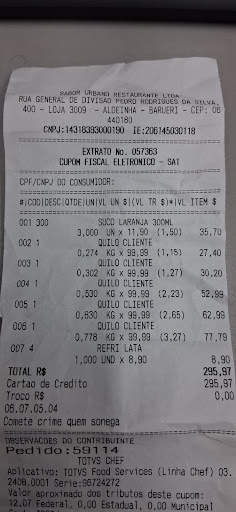 SABOR URBANO RESTAURANTE LTDA
RUA GENERAL DE DIVISAO PEDRO RODRIGUES DA SILVA,
400 - LOJA 3009 - ALDEINHA - BARUERI - CEP: 06
440180
CNPJ:14318393000190 IE:206145030118
EXTRATO No. 057363
CUPOM FISCAL ELETRONICO - SAT
CPF/CNPJ DO CONSUMIDOR:
#|COD|DESC|QTDE|UN|VL UN $|(VL TR $)*|VL ITEM $
001 300 SUCO LARANJA 300ML
3,000 UN X 11,90 (1,50) 35,70
002 1 QUILO CLIENTE
0,274 KG x 99,99 (1,15) 27,40
003 1 QUILO CLIENTE
0,302 KG x 99,99 (1,27) 30,20
004 1 QUILO CLIENTE
0,530 KG x 99,99 (2,23) 52,99
005 1 QUILO CLIENTE
0,630 KG x 99,99 (2,65) 62,99
006 1 QUILO CLIENTE
0,778 KG x 99,99 (3,27) 77,79
007 4 REFRI LATA
1,000 UND X 8,90 8,90
TOTAL R$ 295,97
Cartao de Credito 295,97
Troco R$ 0,00
06.07.05.04
Comete crime quem sonega
OBSERVACOES DO CONTRIBUINTE
Pedido:59114
TOTVS CHEF
Aplicativo: TOTVS Food Services (Linha Chef) 03.
2408.0001 Serie:96724272
Valor aproximado dos tributos deste cupom:
12,07 Federal, 0,00 Estadual, 0,00 Municipal